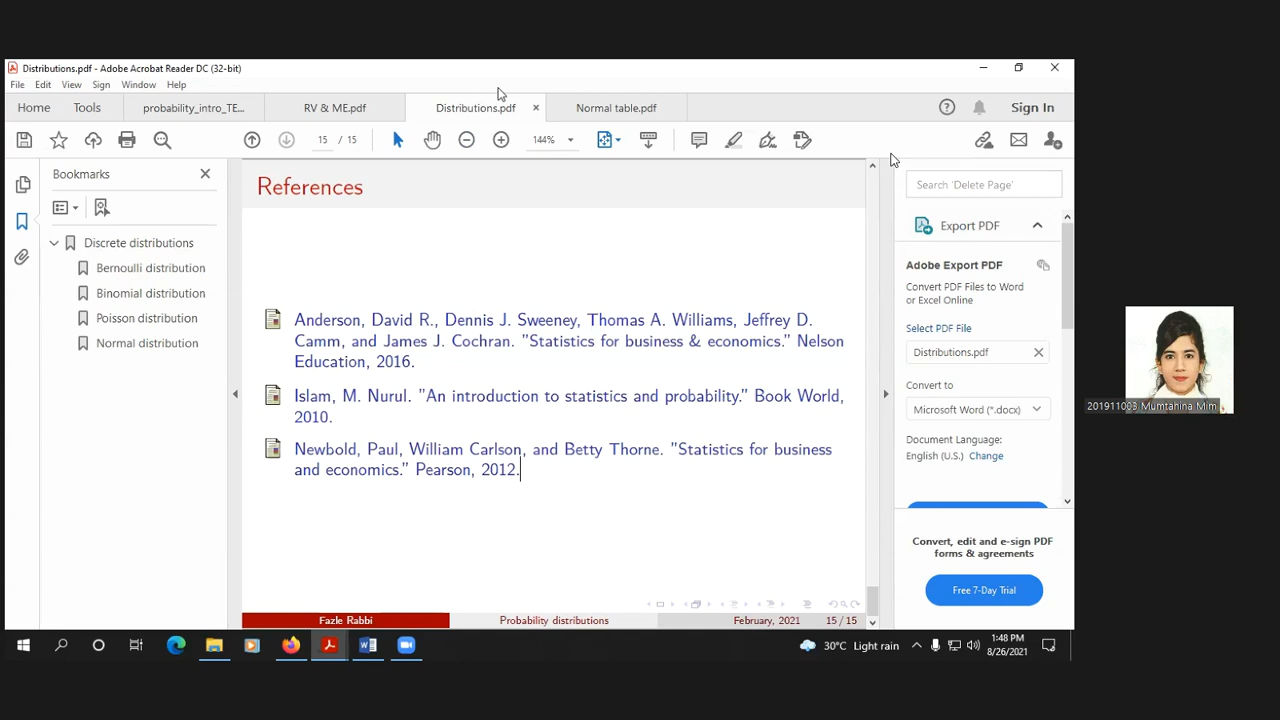 Distributions.pdf - Adobe Acrobat Reader DC (32-bit)
File Edit View Sign Window Help
Home Tools probability_intro_TE... RV & ME.pdf Distributions.pdf × Normal table.pdf Sign In
15 / 15 144%
Bookmarks
Discrete distributions
Bernoulli distribution
Binomial distribution
Poisson distribution
Normal distribution
References
Anderson, David R., Dennis J. Sweeney, Thomas A. Williams, Jeffrey D.
Camm, and James J. Cochran. "Statistics for business & economics." Nelson
Education, 2016.
Islam, M. Nurul. "An introduction to statistics and probability." Book World,
2010.
Newbold, Paul, William Carlson, and Betty Thorne. "Statistics for business
and economics." Pearson, 2012.
Fazle Rabbi Probability distributions February, 2021 15 / 15
Search 'Delete Page'
Export PDF
Adobe Export PDF
Convert PDF Files to Word
or Excel Online
Select PDF File
Distributions.pdf
Convert to
Microsoft Word (*.docx)
Document Language:
English (U.S.) Change
Convert, edit and e-sign PDF
forms & agreements
Free 7-Day Trial
201911003 Mumtahina Mim
30°C Light rain
1:48 PM
8/26/2021